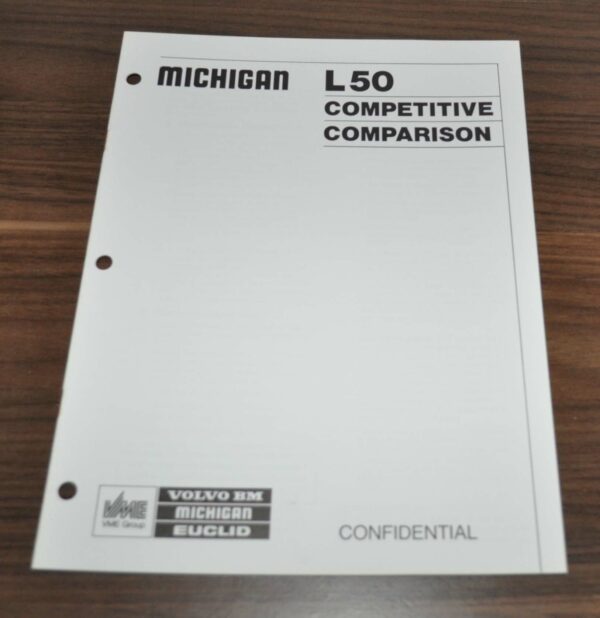 MICHIGAN
L50
COMPETITIVE
COMPARISON
VME
VME Group
VOLVO BM
MICHIGAN
EUCLID
CONFIDENTIAL